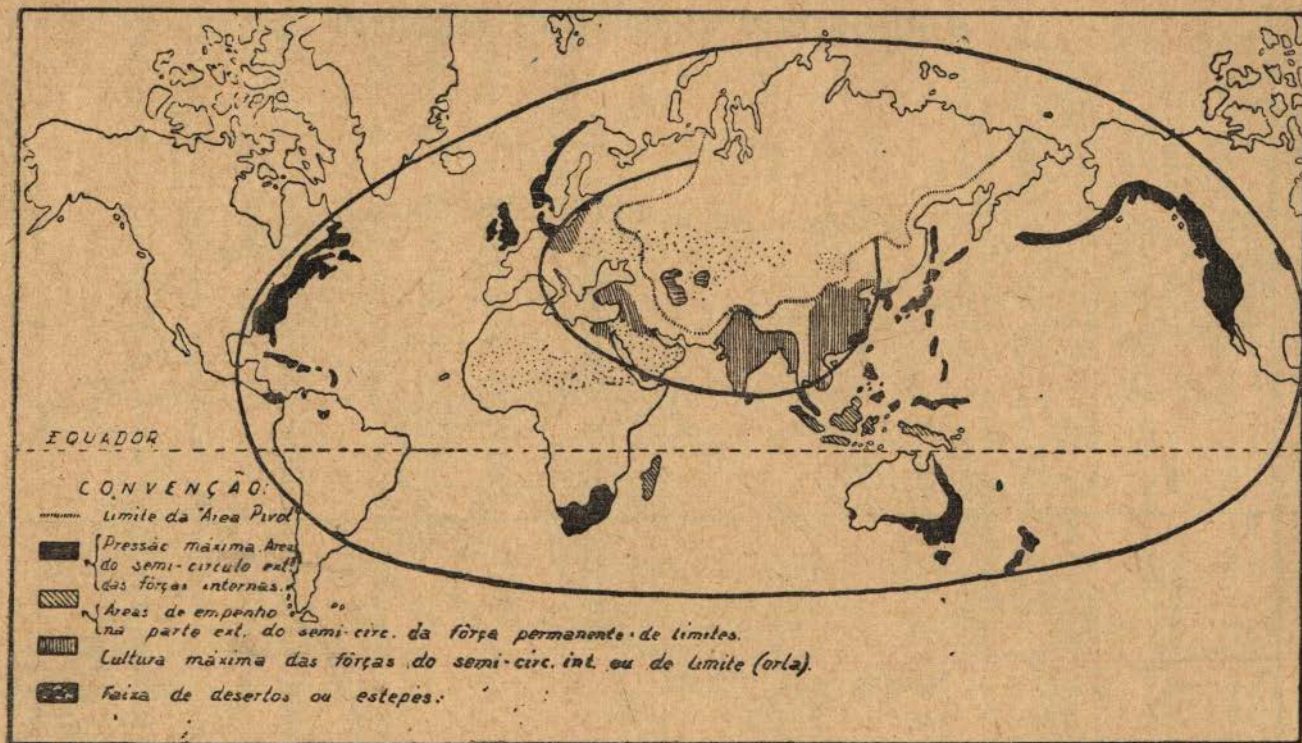 EQUADOR
CONVENÇÃO:
Limite da "Área Pivot"
Pressão máxima. Área
do semi-círculo ext.
das fôrças internas.
Áreas de empenho
na parte ext. do semi-circ. da fôrça permanente de limites.
Cultura máxima das fôrças do semi-circ. int. ou de limite (orla).
Faixa de desertos ou estepes.